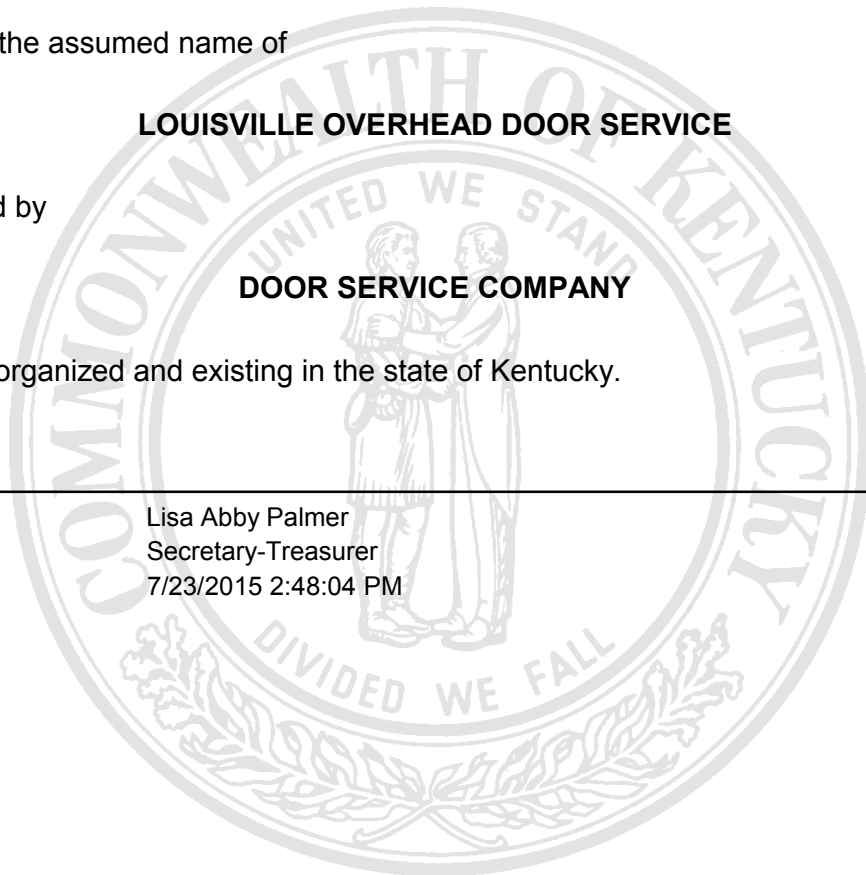 the assumed name of
LOUISVILLE OVERHEAD DOOR SERVICE
d by
DOOR SERVICE COMPANY
organized and existing in the state of Kentucky.
Lisa Abby Palmer
Secretary-Treasurer
7/23/2015 2:48:04 PM
COMMONWEALTH OF KENTUCKY
UNITED WE STAND
DIVIDED WE FALL